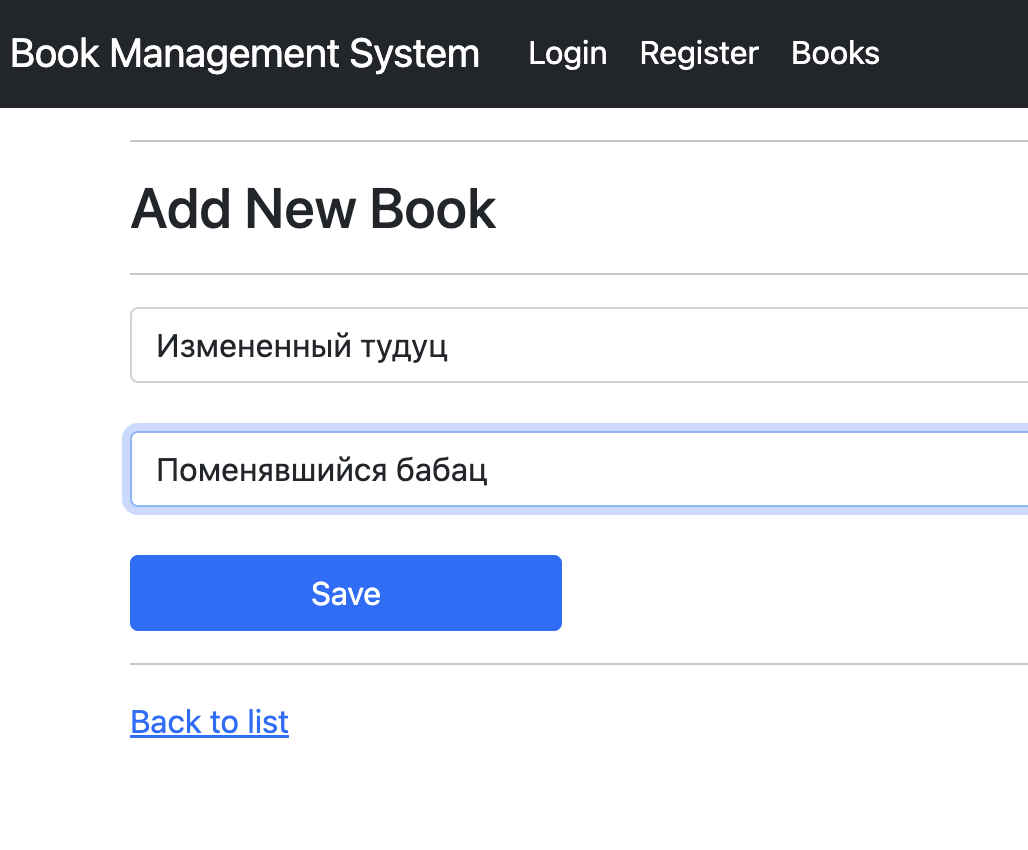 Book Management System Login Register Books
Add New Book
Измененный тудуц
Поменявшийся бабац
Save
Back to list